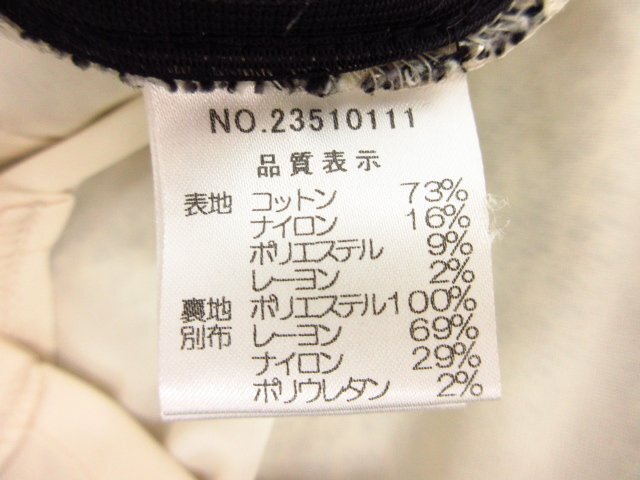 NO.23510111
品質表示
表地 コットン 73%
ナイロン 16%
ポリエステル 9%
レーヨン 2%
裏地 ポリエステル100%
別布 レーヨン 69%
ナイロン 29%
ポリウレタン 2%